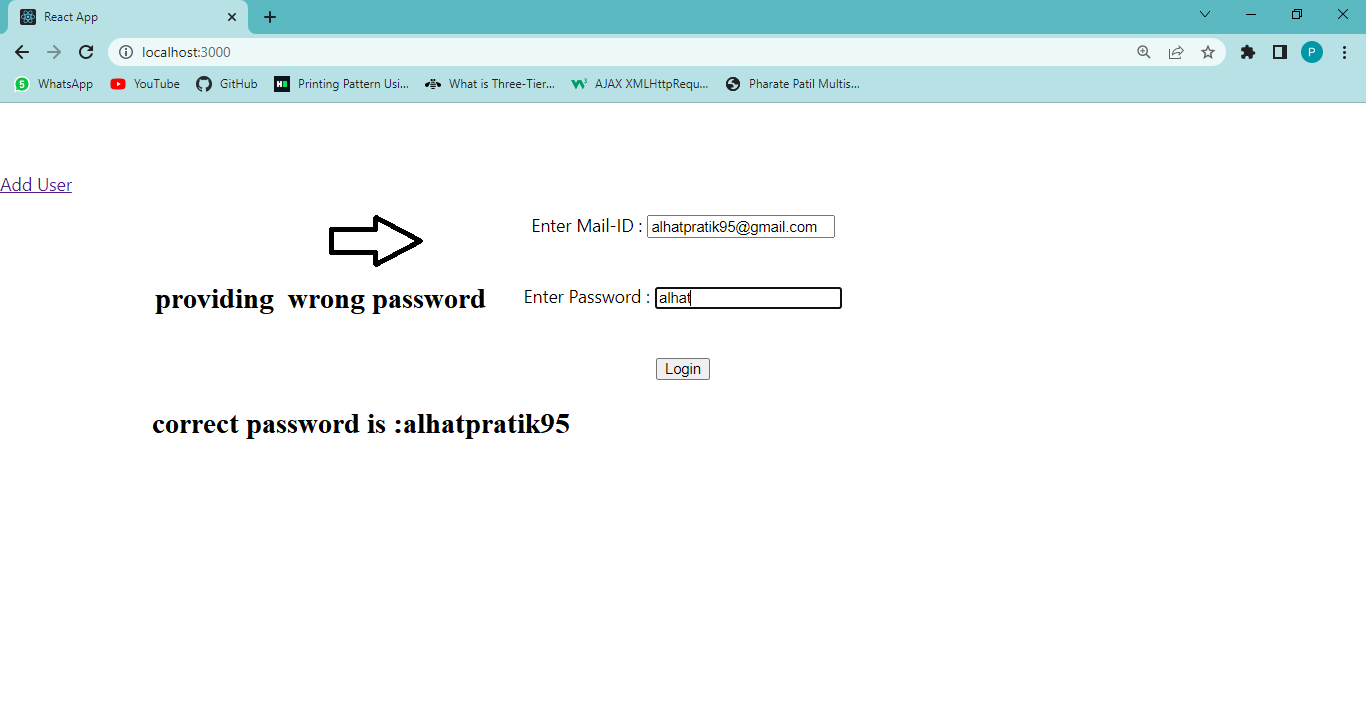 React App
localhost:3000
P
WhatsApp YouTube GitHub Printing Pattern Usi... What is Three-Tier... AJAX XMLHttpRequ... Pharate Patil Multis...
Add User
Enter Mail-ID : alhatpratik95@gmail.com
providing wrong password Enter Password : alhat
Login
correct password is :alhatpratik95